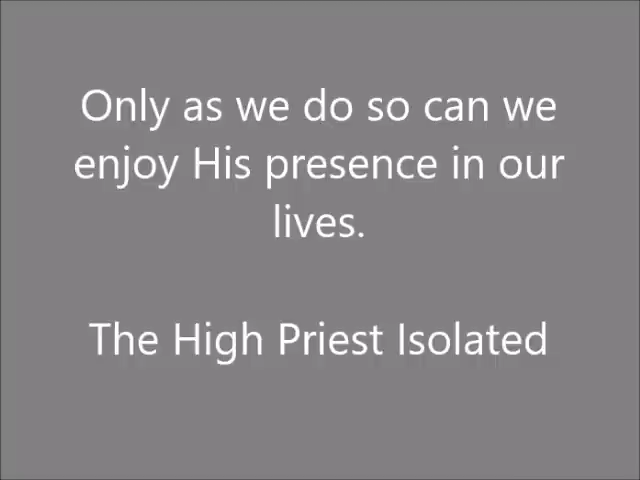 Only as we do so can we
enjoy His presence in our
lives.
The High Priest Isolated